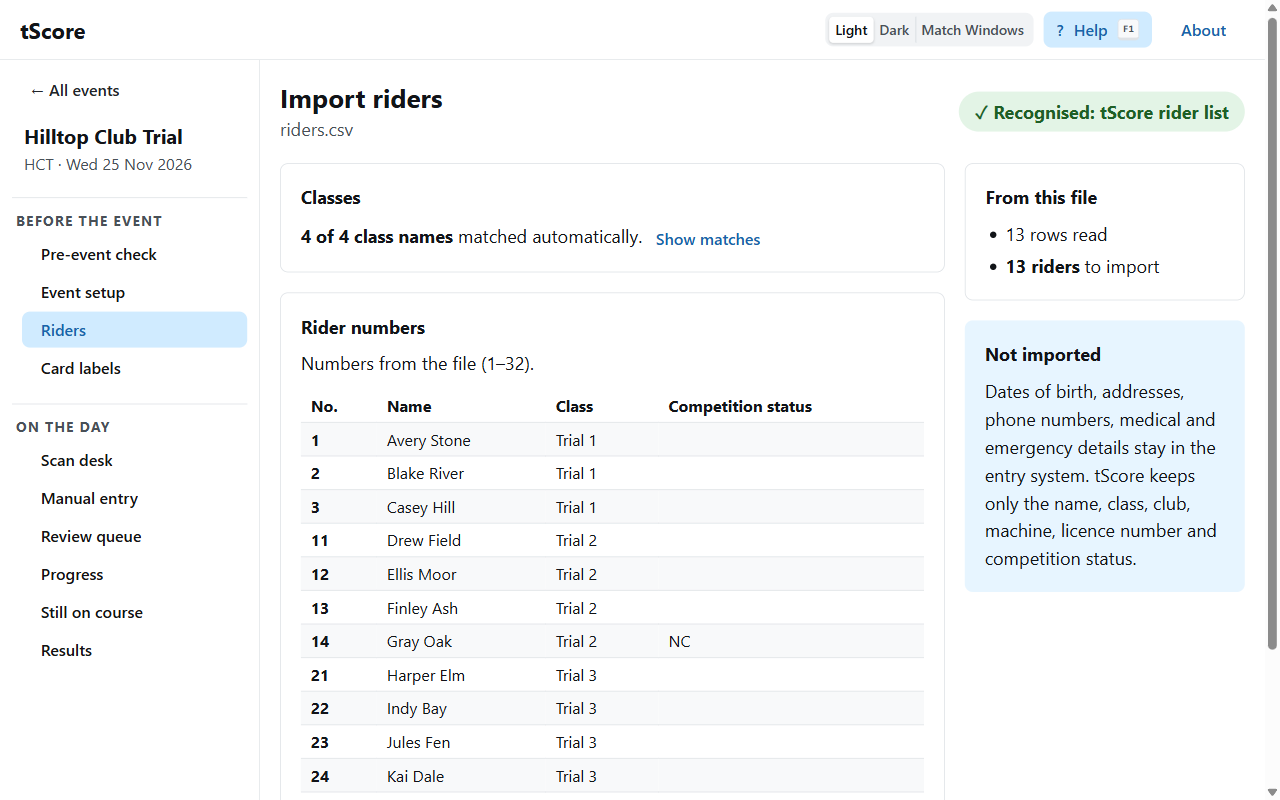 tScore
Light Dark Match Windows
? Help F1
About
← All events
Hilltop Club Trial
HCT · Wed 25 Nov 2026
BEFORE THE EVENT
Pre-event check
Event setup
Riders
Card labels
ON THE DAY
Scan desk
Manual entry
Review queue
Progress
Still on course
Results
Import riders
riders.csv
✓ Recognised: tScore rider list
Classes
4 of 4 class names matched automatically. Show matches
Rider numbers
Numbers from the file (1–32).
No. Name Class Competition status
1 Avery Stone Trial 1
2 Blake River Trial 1
3 Casey Hill Trial 1
11 Drew Field Trial 2
12 Ellis Moor Trial 2
13 Finley Ash Trial 2
14 Gray Oak Trial 2 NC
21 Harper Elm Trial 3
22 Indy Bay Trial 3
23 Jules Fen Trial 3
24 Kai Dale Trial 3
From this file
• 13 rows read
• 13 riders to import
Not imported
Dates of birth, addresses,
phone numbers, medical and
emergency details stay in the
entry system. tScore keeps
only the name, class, club,
machine, licence number and
competition status.